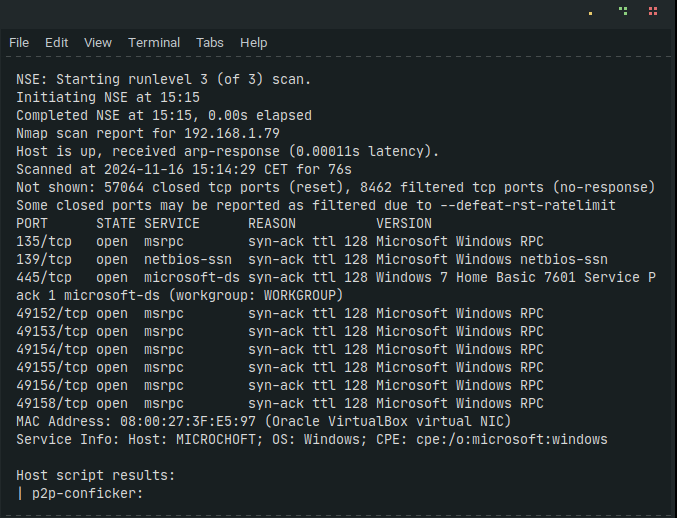 File Edit View Terminal Tabs Help
NSE: Starting runlevel 3 (of 3) scan.
Initiating NSE at 15:15
Completed NSE at 15:15, 0.00s elapsed
Nmap scan report for 192.168.1.79
Host is up, received arp-response (0.00011s latency).
Scanned at 2024-11-16 15:14:29 CET for 76s
Not shown: 57064 closed tcp ports (reset), 8462 filtered tcp ports (no-response)
Some closed ports may be reported as filtered due to --defeat-rst-ratelimit
PORT      STATE SERVICE      REASON          VERSION
135/tcp   open  msrpc        syn-ack ttl 128 Microsoft Windows RPC
139/tcp   open  netbios-ssn  syn-ack ttl 128 Microsoft Windows netbios-ssn
445/tcp   open  microsoft-ds syn-ack ttl 128 Windows 7 Home Basic 7601 Service P
ack 1 microsoft-ds (workgroup: WORKGROUP)
49152/tcp open  msrpc        syn-ack ttl 128 Microsoft Windows RPC
49153/tcp open  msrpc        syn-ack ttl 128 Microsoft Windows RPC
49154/tcp open  msrpc        syn-ack ttl 128 Microsoft Windows RPC
49155/tcp open  msrpc        syn-ack ttl 128 Microsoft Windows RPC
49156/tcp open  msrpc        syn-ack ttl 128 Microsoft Windows RPC
49158/tcp open  msrpc        syn-ack ttl 128 Microsoft Windows RPC
MAC Address: 08:00:27:3F:E5:97 (Oracle VirtualBox virtual NIC)
Service Info: Host: MICROCHOFT; OS: Windows; CPE: cpe:/o:microsoft:windows
Host script results:
| p2p-conficker: